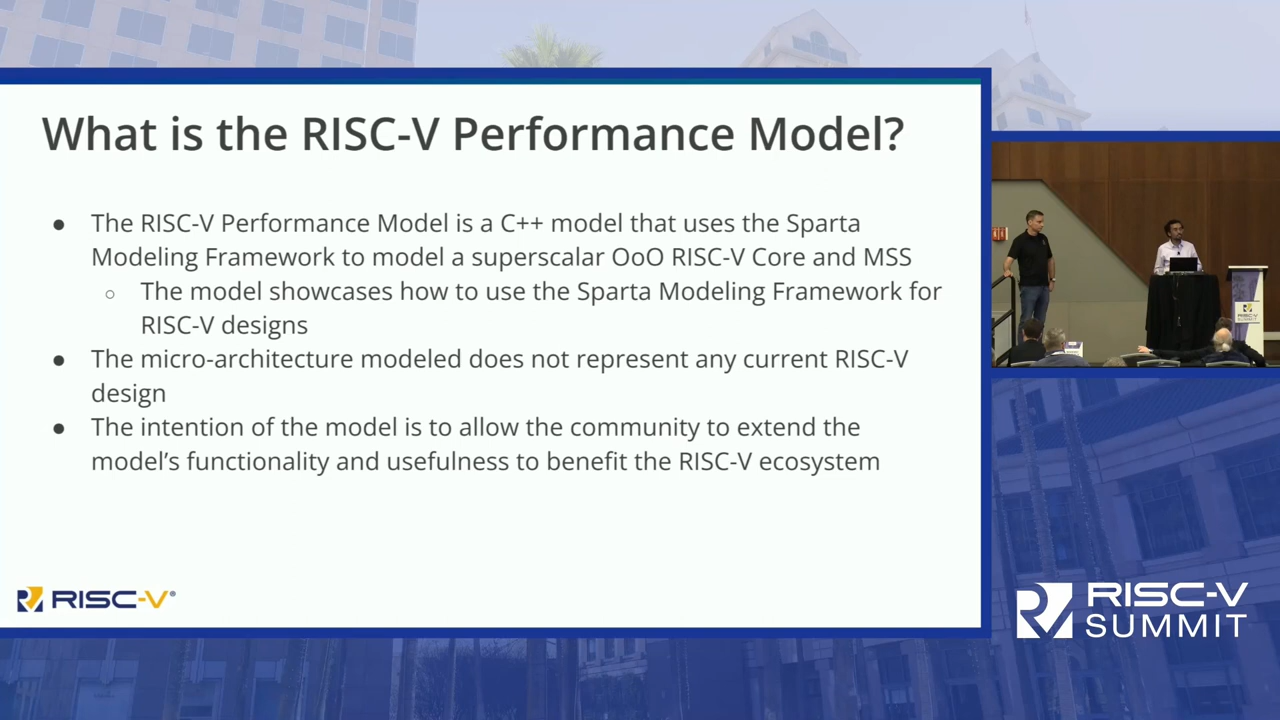 What is the RISC-V Performance Model?
● The RISC-V Performance Model is a C++ model that uses the Sparta
Modeling Framework to model a superscalar OoO RISC-V Core and MSS
○ The model showcases how to use the Sparta Modeling Framework for
RISC-V designs
● The micro-architecture modeled does not represent any current RISC-V
design
● The intention of the model is to allow the community to extend the
model's functionality and usefulness to benefit the RISC-V ecosystem
RISC-V®
RISC-V
SUMMIT